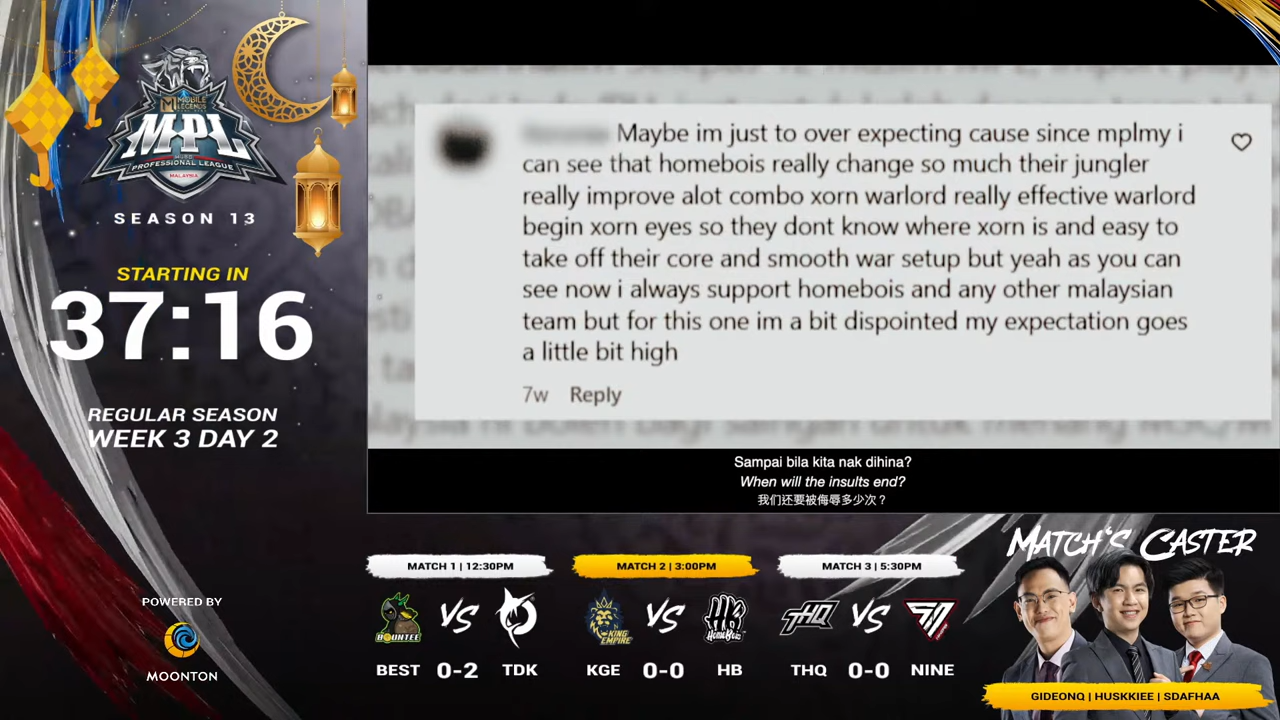 MOBILE
LEGENDS
MPL
PROFESSIONAL LEAGUE
MALAYSIA
SEASON 13
STARTING IN
37:16
REGULAR SEASON
WEEK 3 DAY 2
POWERED BY
MOONTON
Maybe im just to over expecting cause since mplmy i
can see that homebois really change so much their jungler
really improve alot combo xorn warlord really effective warlord
begin xorn eyes so they dont know where xorn is and easy to
take off their core and smooth war setup but yeah as you can
see now i always support homebois and any other malaysian
team but for this one im a bit dispointed my expectation goes
a little bit high
7w Reply
Sampai bila kita nak dihina?
When will the insults end?
我们还要被侮辱多少次？
MATCH 1 | 12:30PM
BOUNTEE
VS
BEST 0-2 TDK
MATCH 2 | 3:00PM
KING
EMPIRE
VS
HB
HomeBois
KGE 0-0 HB
MATCH 3 | 5:30PM
THQ
VS
THQ 0-0 NINE
MATCH'S CASTER
GIDEONQ | HUSKKIEE | SDAFHAA